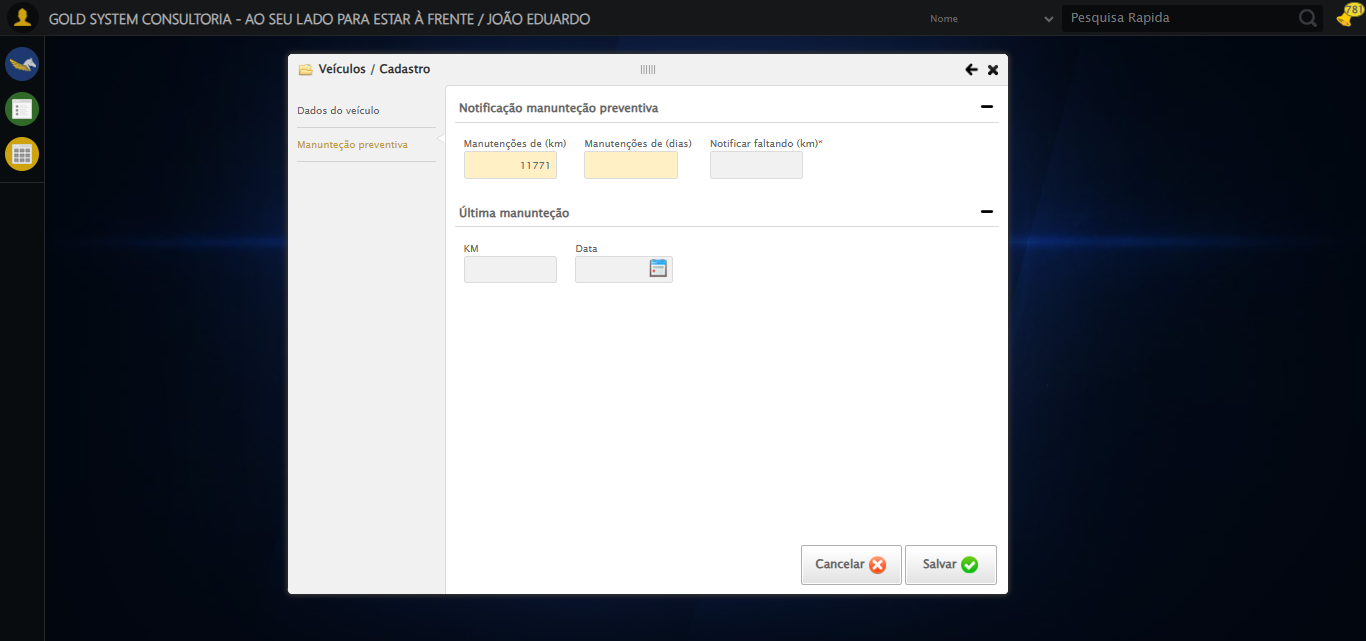 GOLD SYSTEM CONSULTORIA - AO SEU LADO PARA ESTAR À FRENTE / JOÃO EDUARDO
Nome
Pesquisa Rapida
781
Veículos / Cadastro
Dados do veículo
Manunteção preventiva
Notificação manunteção preventiva
Manutenções de (km) Manutenções de (dias) Notificar faltando (km)*
11771
Última manunteção
KM Data
Cancelar Salvar